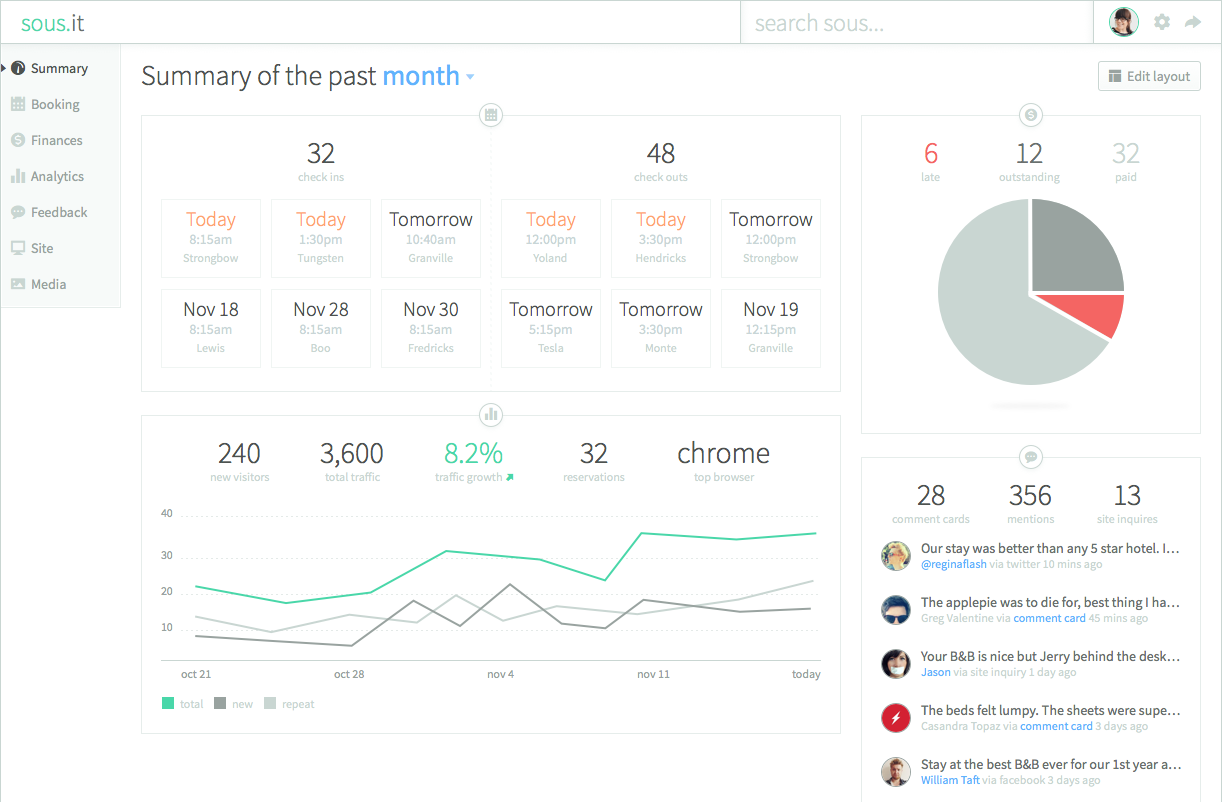 sous.it
search sous...
Summary
Booking
Finances
Analytics
Feedback
Site
Media
Summary of the past month
Edit layout
32
check ins
48
check outs
Today
8:15am
Strongbow
Today
1:30pm
Tungsten
Tomorrow
10:40am
Granville
Today
12:00pm
Yoland
Today
3:30pm
Hendricks
Tomorrow
12:00pm
Strongbow
Nov 18
8:15am
Lewis
Nov 28
8:15am
Boo
Nov 30
8:15am
Fredricks
Tomorrow
5:15pm
Tesla
Tomorrow
3:30pm
Monte
Nov 19
12:15pm
Granville
6
late
12
outstanding
32
paid
240
new visitors
3,600
total traffic
8.2%
traffic growth
32
reservations
chrome
top browser
40
30
20
10
oct 21 oct 28 nov 4 nov 11 today
total new repeat
28
comment cards
356
mentions
13
site inquires
Our stay was better than any 5 star hotel. I...
@reginaflash via twitter 10 mins ago
The applepie was to die for, best thing I ha...
Greg Valentine via comment card 45 mins ago
Your B&B is nice but Jerry behind the desk...
Jason via site inquiry 1 day ago
The beds felt lumpy. The sheets were supe...
Casandra Topaz via comment card 3 days ago
Stay at the best B&B ever for our 1st year a...
William Taft via facebook 3 days ago